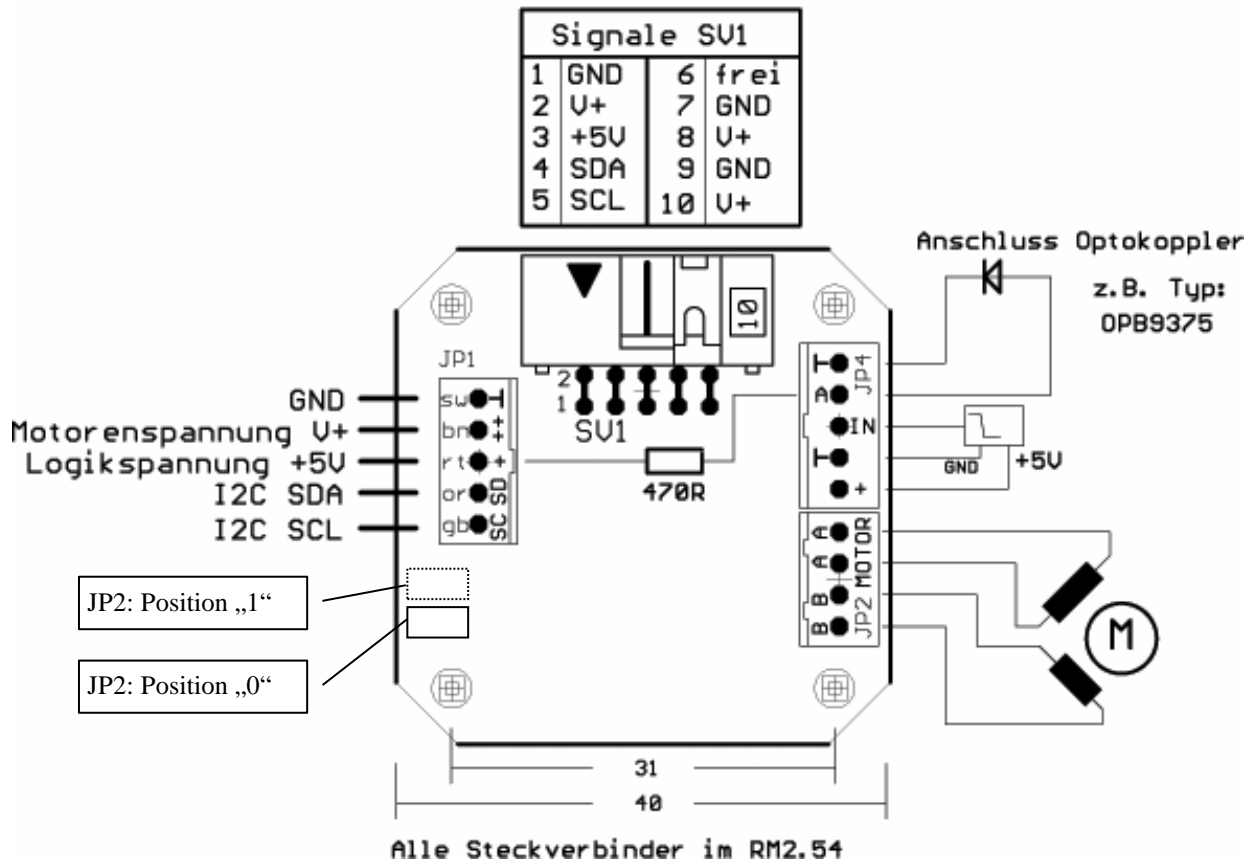 Signale SV1
1 GND 6 frei
2 V+ 7 GND
3 +5V 8 V+
4 SDA 9 GND
5 SCL 10 V+
Anschluss Optokoppler
z.B. Typ:
OPB9375
10
JP1
2
1
SV1
470R
GND
Motorenspannung V+
Logikspannung +5V
I2C SDA
I2C SCL
sw
bn ++
rt +
or SD
gb SC
JP4
A
IN
+
GND
+5V
A
A
B
B
JP2 MOTOR
M
JP2: Position „1“
JP2: Position „0“
31
40
Alle Steckverbinder im RM2.54